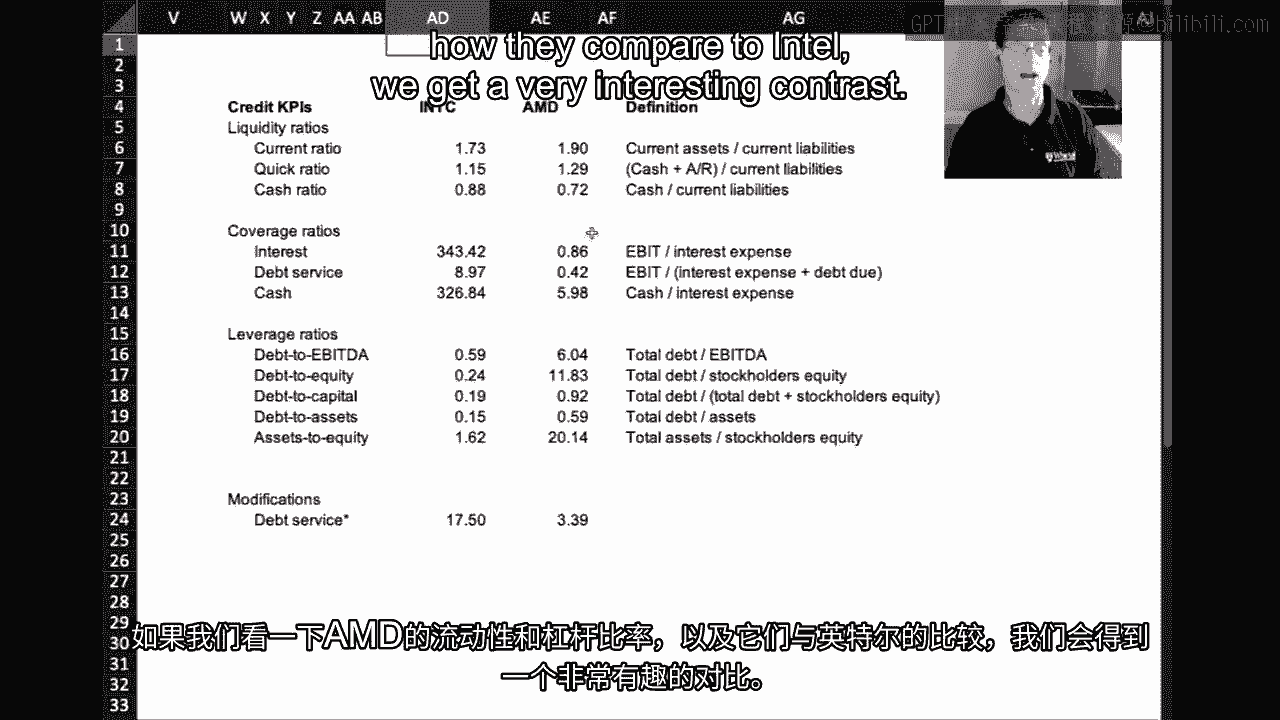 V W X Y Z AA AB AD AE AF AG
how they compare to Intel,
we get a very interesting contrast.
1
2
3
4 Credit KPIs INTC AMD Definition
5 Liquidity ratios
6 Current ratio 1.73 1.90 Current assets / current liabilities
7 Quick ratio 1.15 1.29 (Cash + A/R) / current liabilities
8 Cash ratio 0.88 0.72 Cash / current liabilities
9
10 Coverage ratios
11 Interest 343.42 0.86 EBIT / interest expense
12 Debt service 8.97 0.42 EBIT / (interest expense + debt due)
13 Cash 326.84 5.98 Cash / interest expense
14
15 Leverage ratios
16 Debt-to-EBITDA 0.59 6.04 Total debt / EBITDA
17 Debt-to-equity 0.24 11.83 Total debt / stockholders equity
18 Debt-to-capital 0.19 0.92 Total debt / (total debt + stockholders equity)
19 Debt-to-assets 0.15 0.59 Total debt / assets
20 Assets-to-equity 1.62 20.14 Total assets / stockholders equity
21
22
23 Modifications
24 Debt service* 17.50 3.39
25
26
27
28
29
30
31
32
33
如果我们看一下AMD的流动性和杠杆比率，以及它们与英特尔的比较，我们会得到
一个非常有趣的对比。